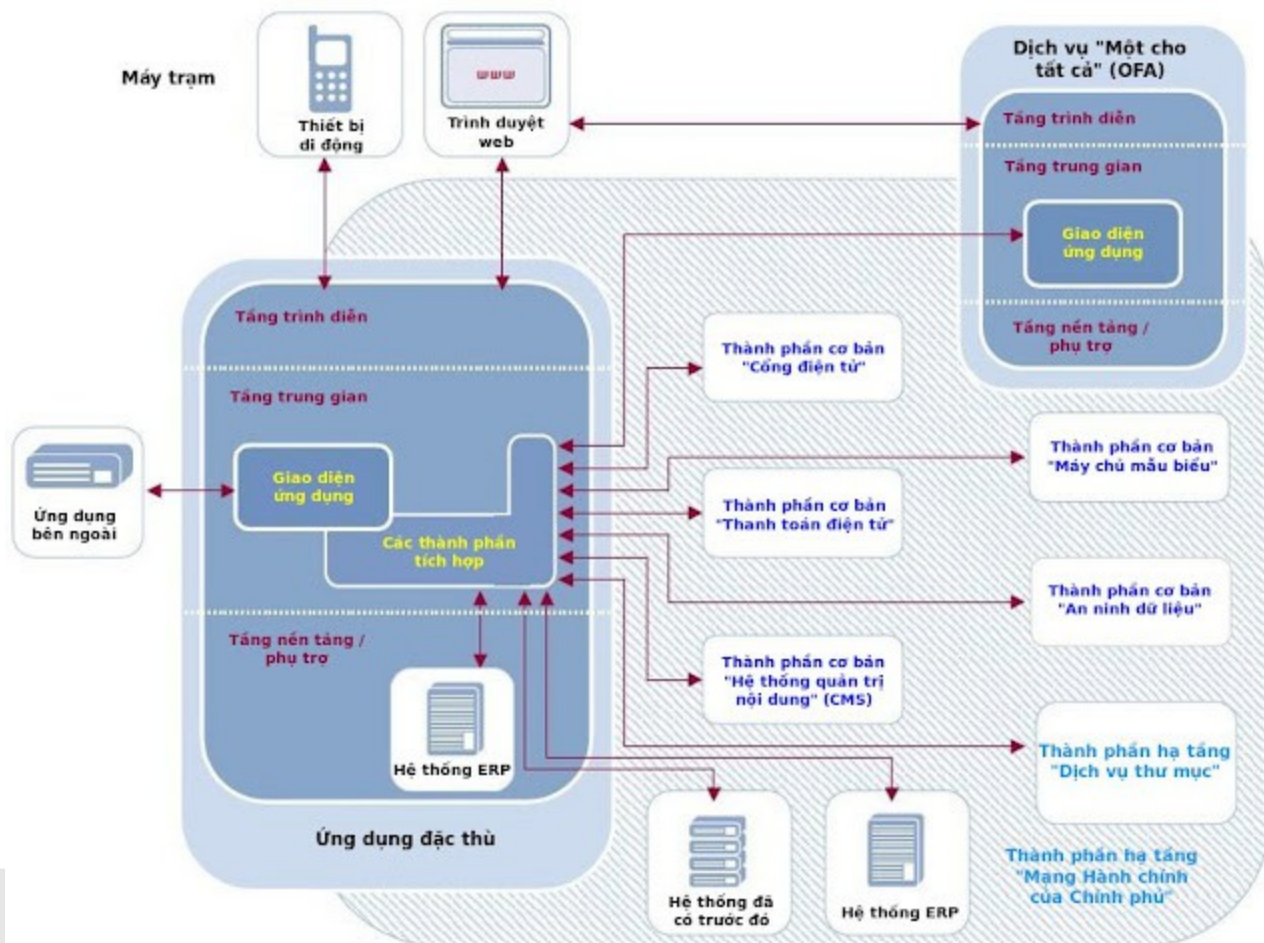 Máy trạm
Thiết bị
di động
www
Trình duyệt
web
Dịch vụ "Một cho
tất cả" (OFA)
Tầng trình diễn
Tầng trung gian
Giao diện
ứng dụng
Tầng nền tảng /
phụ trợ
Tầng trình diễn
Tầng trung gian
Giao diện
ứng dụng
Các thành phần
tích hợp
Tầng nền tảng /
phụ trợ
Hệ thống ERP
Ứng dụng đặc thù
Ứng dụng
bên ngoài
Thành phần cơ bản
"Cổng điện tử"
Thành phần cơ bản
"Máy chủ mẫu biểu"
Thành phần cơ bản
"Thanh toán điện tử"
Thành phần cơ bản
"An ninh dữ liệu"
Thành phần cơ bản
"Hệ thống quản trị
nội dung" (CMS)
Thành phần hạ tầng
"Dịch vụ thư mục"
Hệ thống đã
có trước đó
Hệ thống ERP
Thành phần hạ tầng
"Mạng Hành chính
của Chính phủ"